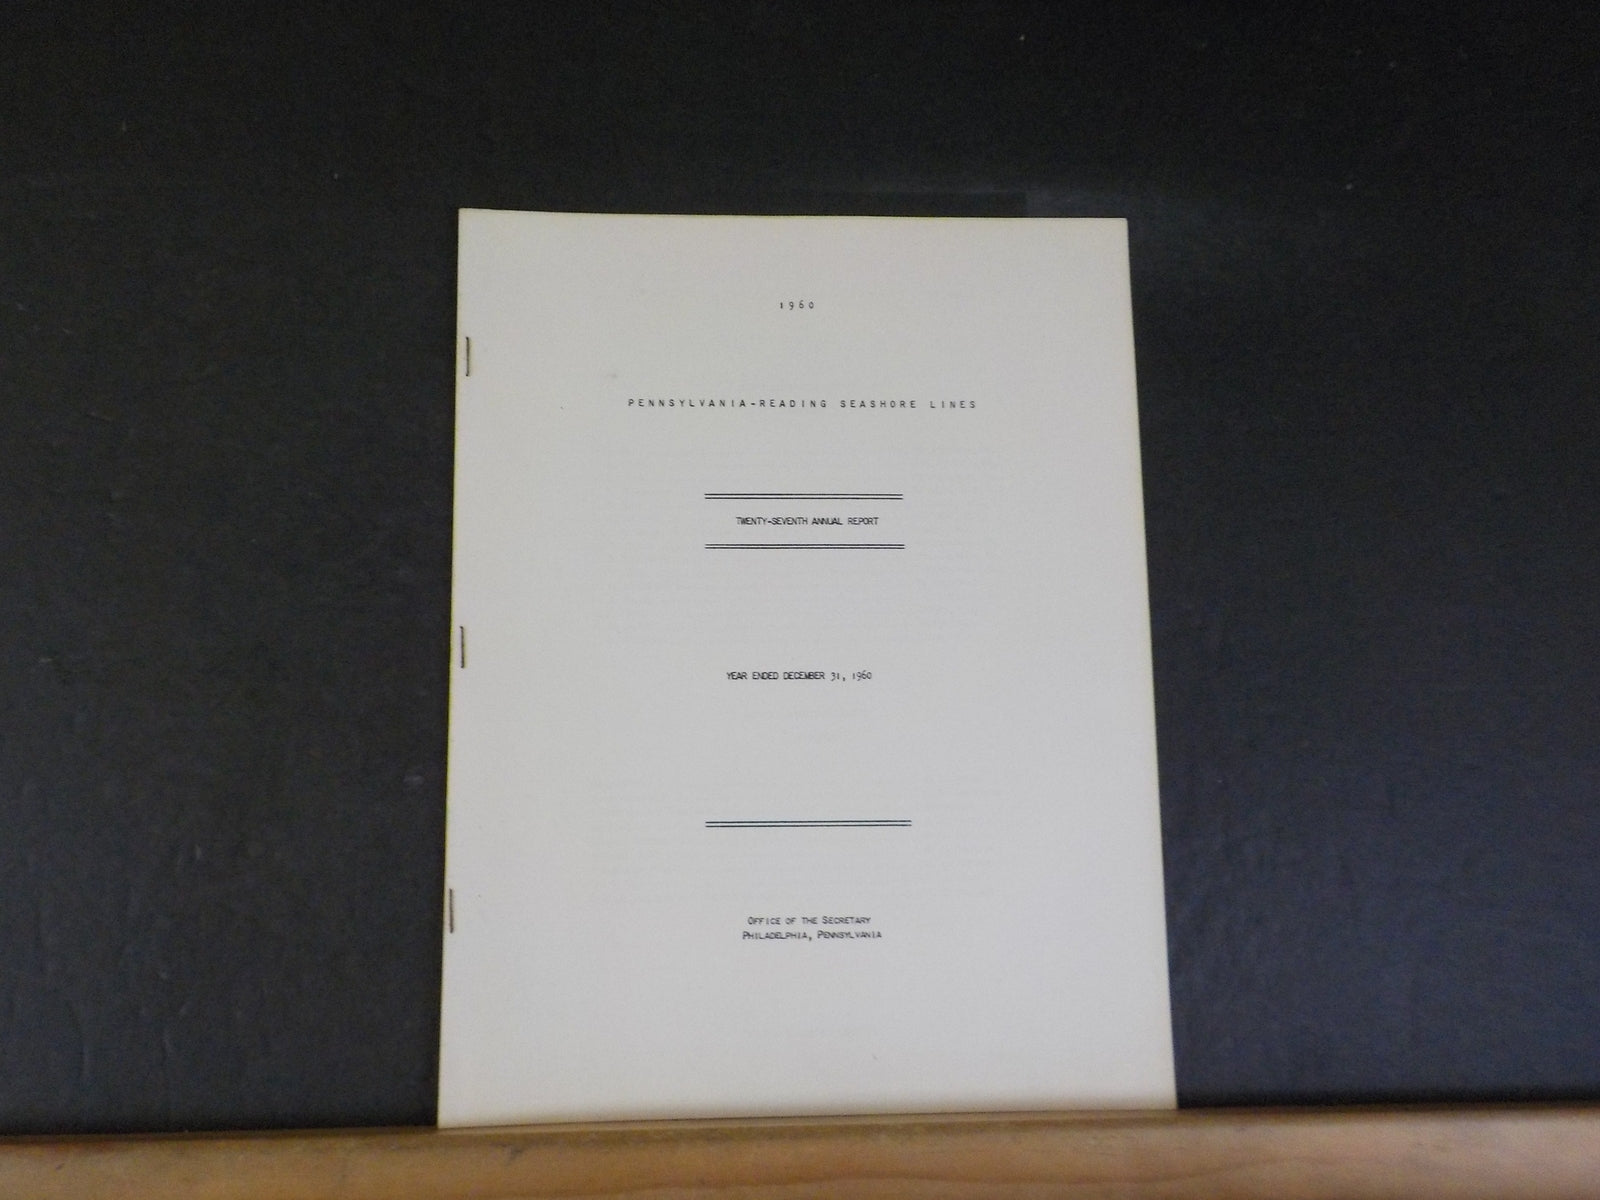 1960
PENNSYLVANIA-READING SEASHORE LINES
TWENTY-SEVENTH ANNUAL REPORT
YEAR ENDED DECEMBER 31, 1960
OFFICE OF THE SECRETARY
PHILADELPHIA, PENNSYLVANIA